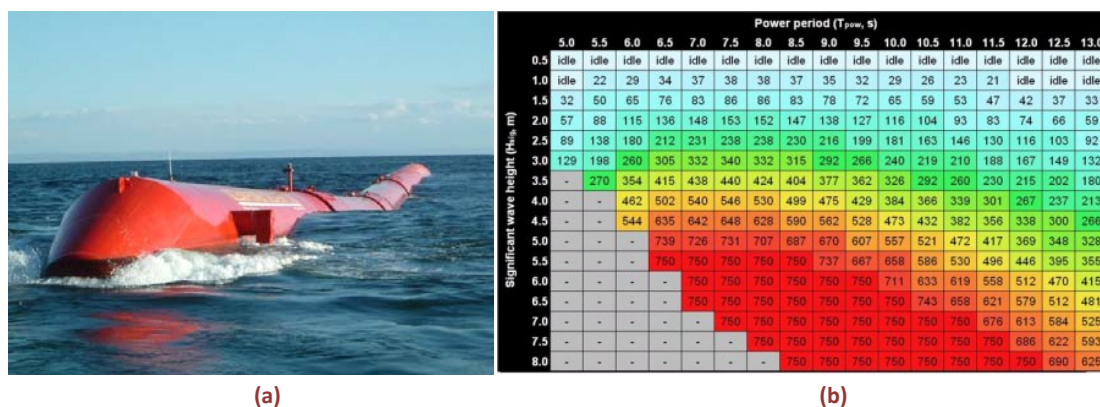 Power period (Tpow, s)
5.0 5.5 6.0 6.5 7.0 7.5 8.0 8.5 9.0 9.5 10.0 10.5 11.0 11.5 12.0 12.5 13.0
Significant wave height (Hsig, m)
0.5 idle idle idle idle idle idle idle idle idle idle idle idle idle idle idle idle idle
1.0 idle 22 29 34 37 38 38 37 35 32 29 26 23 21 idle idle idle
1.5 32 50 65 76 83 86 86 83 78 72 65 59 53 47 42 37 33
2.0 57 88 115 136 148 153 152 147 138 127 116 104 93 83 74 66 59
2.5 89 138 180 212 231 238 238 230 216 199 181 163 146 130 116 103 92
3.0 129 198 260 305 332 340 332 315 292 266 240 219 210 188 167 149 132
3.5 - 270 354 415 438 440 424 404 377 362 326 292 260 230 215 202 180
4.0 - - 462 502 540 546 530 499 475 429 384 366 339 301 267 237 213
4.5 - - 544 635 642 648 628 590 562 528 473 432 382 356 338 300 266
5.0 - - - 739 726 731 707 687 670 607 557 521 472 417 369 348 328
5.5 - - - 750 750 750 750 750 737 667 658 586 530 496 446 395 355
6.0 - - - - 750 750 750 750 750 750 711 633 619 558 512 470 415
6.5 - - - - 750 750 750 750 750 750 750 743 658 621 579 512 481
7.0 - - - - - 750 750 750 750 750 750 750 750 676 613 584 525
7.5 - - - - - - 750 750 750 750 750 750 750 750 686 622 593
8.0 - - - - - - - 750 750 750 750 750 750 750 750 690 625
(a) (b)